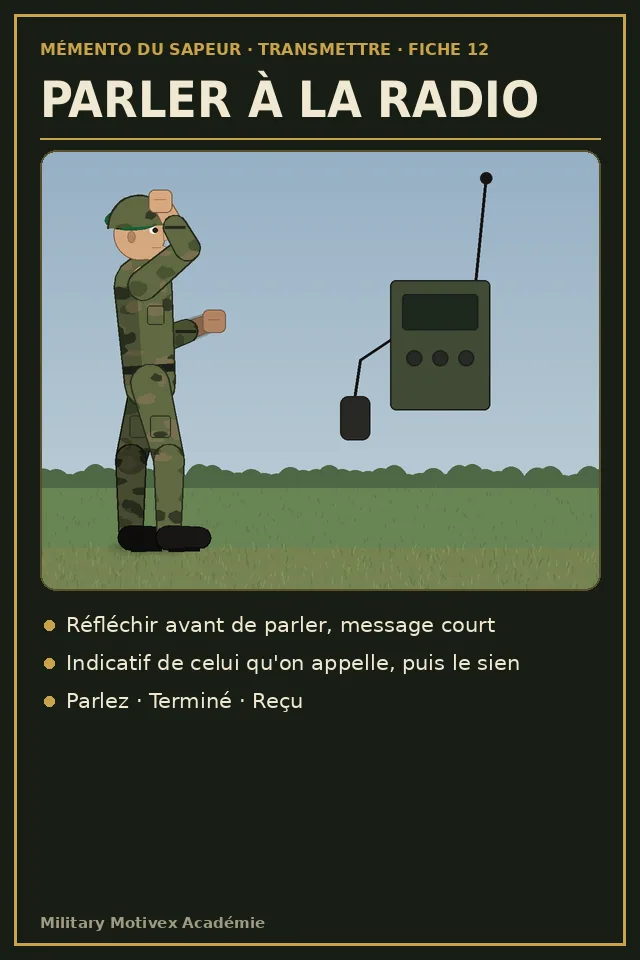 MÉMENTO DU SAPEUR · TRANSMETTRE · FICHE 12
PARLER À LA RADIO
Réfléchir avant de parler, message court
Indicatif de celui qu'on appelle, puis le sien
Parlez · Terminé · Reçu
Military Motivex Académie